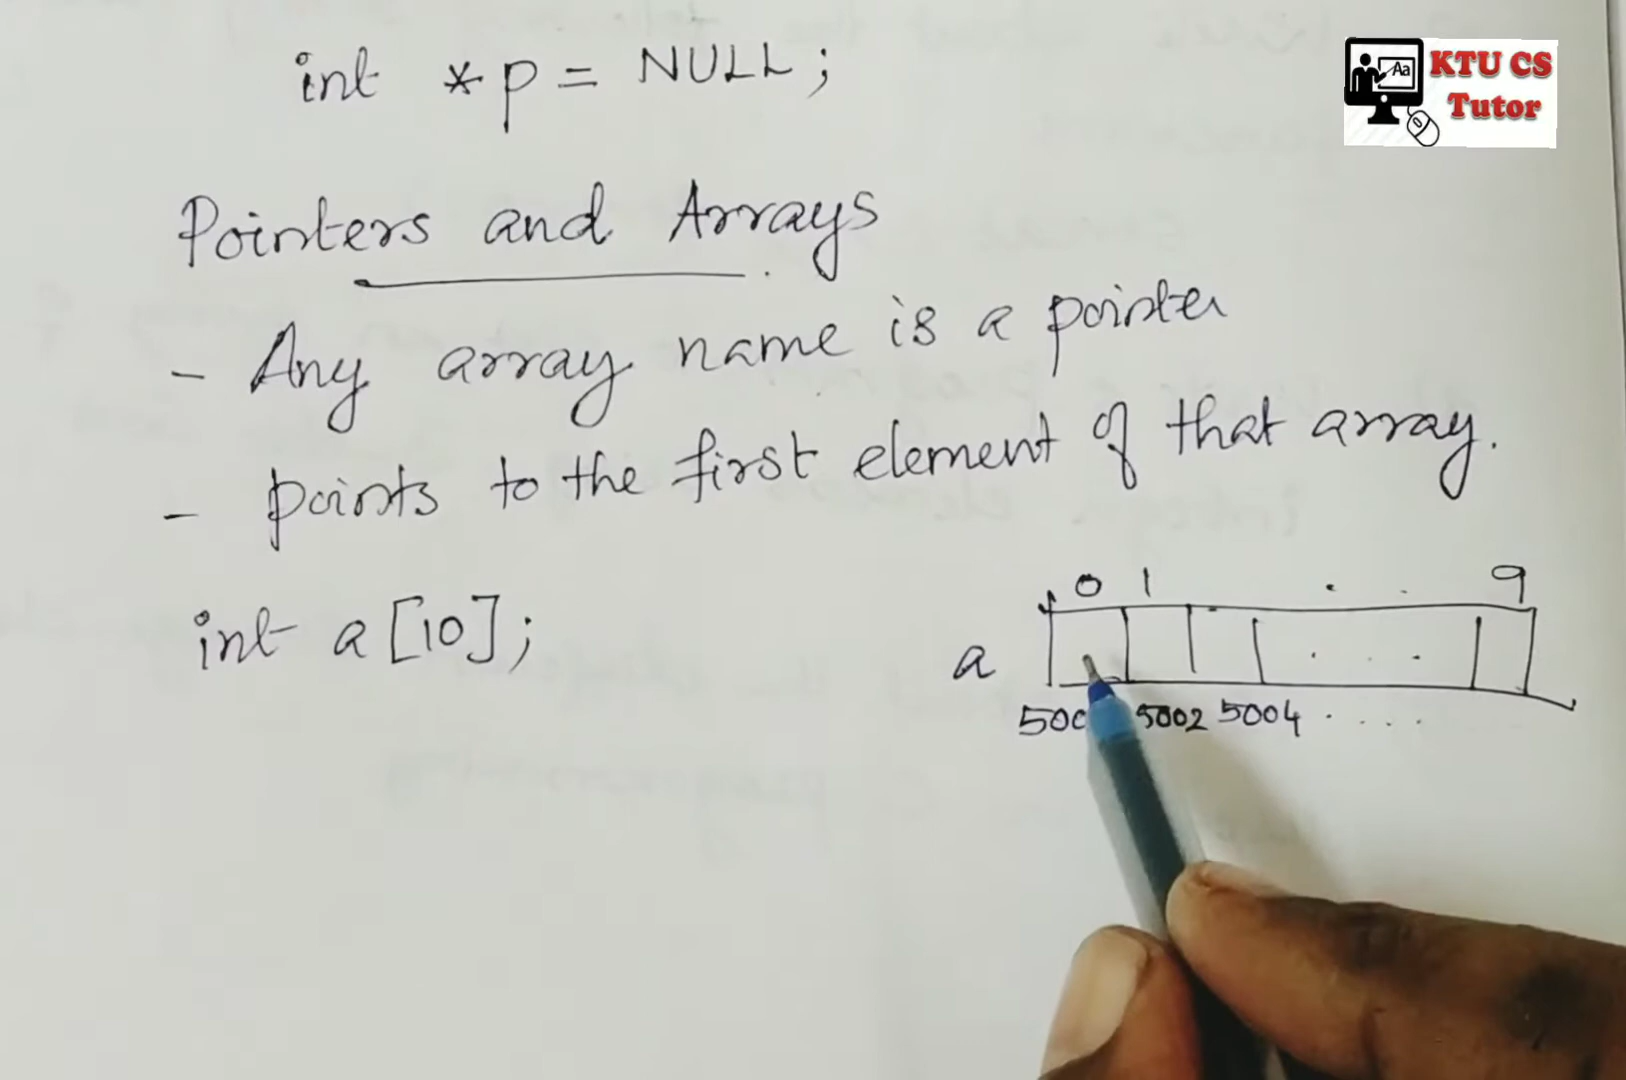 int *p = NULL;
KTU CS
Tutor
Aa
Pointers and Arrays
- Any array name is a pointer
- points to the first element of that array.
int a[10];
0 1 . . 9
a . . .
5002 5004 . . . .